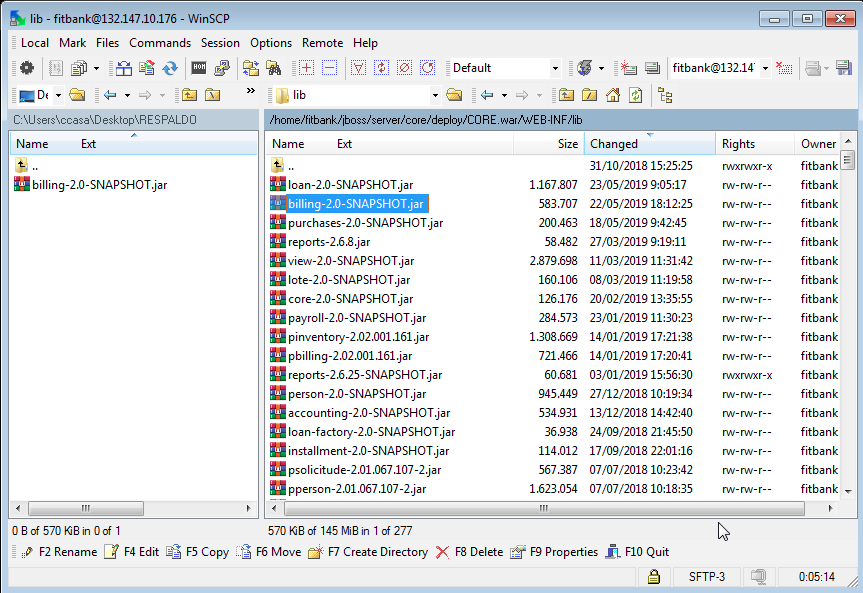 lib - fitbank@132.147.10.176 - WinSCP
Local Mark Files Commands Session Options Remote Help
Default fitbank@132.14
De lib
C:\Users\ccasa\Desktop\RESPALDO /home/fitbank/jboss/server/core/deploy/CORE.war/WEB-INF/lib
Name Ext Name Ext Size Changed Rights Owner
.. .. 31/10/2018 15:25:25 rwxrwxr-x fitbank
billing-2.0-SNAPSHOT.jar loan-2.0-SNAPSHOT.jar 1.167.807 23/05/2019 9:05:17 rw-rw-r-- fitbank
billing-2.0-SNAPSHOT.jar 583.707 22/05/2019 18:12:25 rw-rw-r-- fitbank
purchases-2.0-SNAPSHOT.jar 200.463 18/05/2019 9:42:45 rw-rw-r-- fitbank
reports-2.6.8.jar 58.482 27/03/2019 9:19:11 rw-rw-r-- fitbank
view-2.0-SNAPSHOT.jar 2.879.698 11/03/2019 11:31:42 rw-rw-r-- fitbank
lote-2.0-SNAPSHOT.jar 160.106 08/03/2019 11:19:58 rw-rw-r-- fitbank
core-2.0-SNAPSHOT.jar 126.176 20/02/2019 13:35:55 rw-rw-r-- fitbank
payroll-2.0-SNAPSHOT.jar 284.573 23/01/2019 11:30:23 rw-rw-r-- fitbank
pinventory-2.02.001.161.jar 1.308.669 14/01/2019 17:21:38 rw-rw-r-- fitbank
pbilling-2.02.001.161.jar 721.466 14/01/2019 17:20:41 rw-rw-r-- fitbank
reports-2.6.25-SNAPSHOT.jar 60.681 03/01/2019 15:56:30 rwxrwxr-x fitbank
person-2.0-SNAPSHOT.jar 945.449 27/12/2018 10:19:34 rw-rw-r-- fitbank
accounting-2.0-SNAPSHOT.jar 534.931 13/12/2018 14:42:40 rw-rw-r-- fitbank
loan-factory-2.0-SNAPSHOT.jar 36.938 24/09/2018 21:45:50 rw-rw-r-- fitbank
installment-2.0-SNAPSHOT.jar 114.012 17/09/2018 22:01:16 rw-rw-r-- fitbank
psolicitude-2.01.067.107-2.jar 567.387 07/07/2018 10:23:42 rw-rw-r-- fitbank
pperson-2.01.067.107-2.jar 1.623.054 07/07/2018 10:18:35 rw-rw-r-- fitbank
0 B of 570 KiB in 0 of 1 570 KiB of 145 MiB in 1 of 277
F2 Rename F4 Edit F5 Copy F6 Move F7 Create Directory F8 Delete F9 Properties F10 Quit
SFTP-3 0:05:14